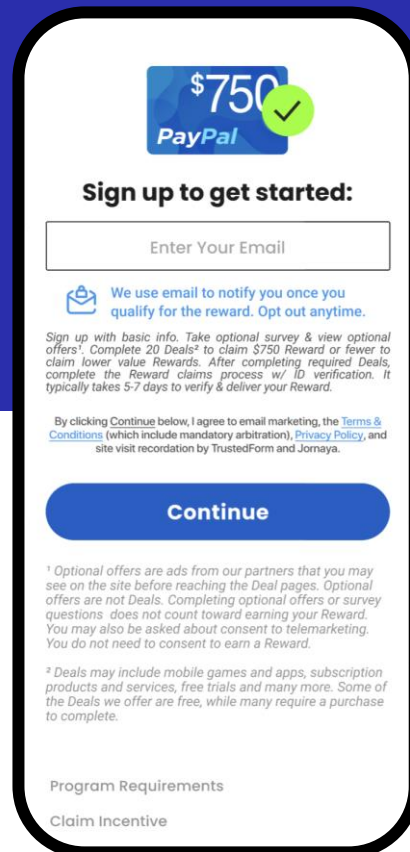 $750
PayPal
Sign up to get started:
Enter Your Email
We use email to notify you once you
qualify for the reward. Opt out anytime.
Sign up with basic info. Take optional survey & view optional
offers¹. Complete 20 Deals² to claim $750 Reward or fewer to
claim lower value Rewards. After completing required Deals,
complete the Reward claims process w/ ID verification. It
typically takes 5-7 days to verify & deliver your Reward.
By clicking Continue below, I agree to email marketing, the Terms &
Conditions (which include mandatory arbitration), Privacy Policy, and
site visit recordation by TrustedForm and Jornaya.
Continue
¹ Optional offers are ads from our partners that you may
see on the site before reaching the Deal pages. Optional
offers are not Deals. Completing optional offers or survey
questions does not count toward earning your Reward.
You may also be asked about consent to telemarketing.
You do not need to consent to earn a Reward.
² Deals may include mobile games and apps, subscription
products and services, free trials and many more. Some of
the Deals we offer are free, while many require a purchase
to complete.
Program Requirements
Claim Incentive